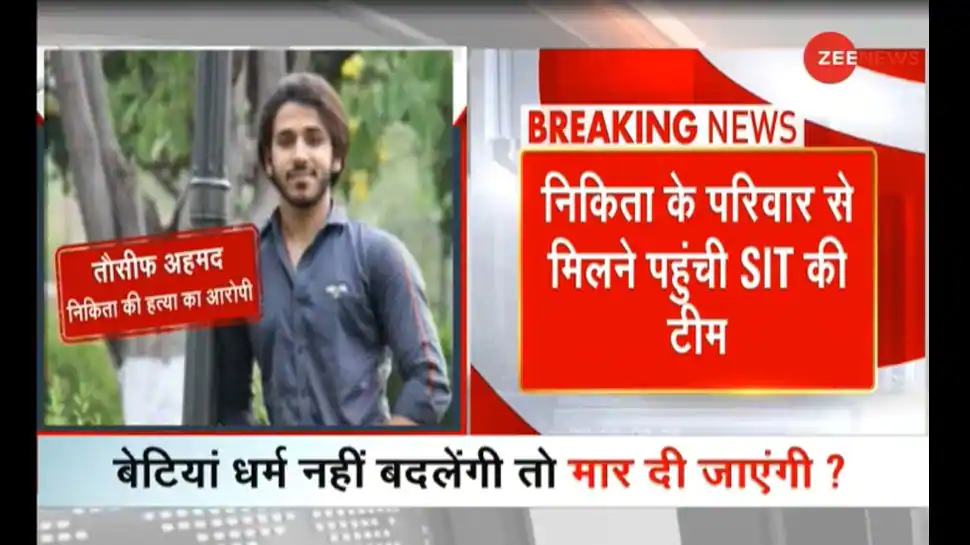 ZEE NEWS
BREAKING NEWS
निकिता के परिवार से
मिलने पहुंची SIT की
टीम
तौसीफ अहमद
निकिता की हत्या का आरोपी
बेटियां धर्म नहीं बदलेंगी तो मार दी जाएंगी ?